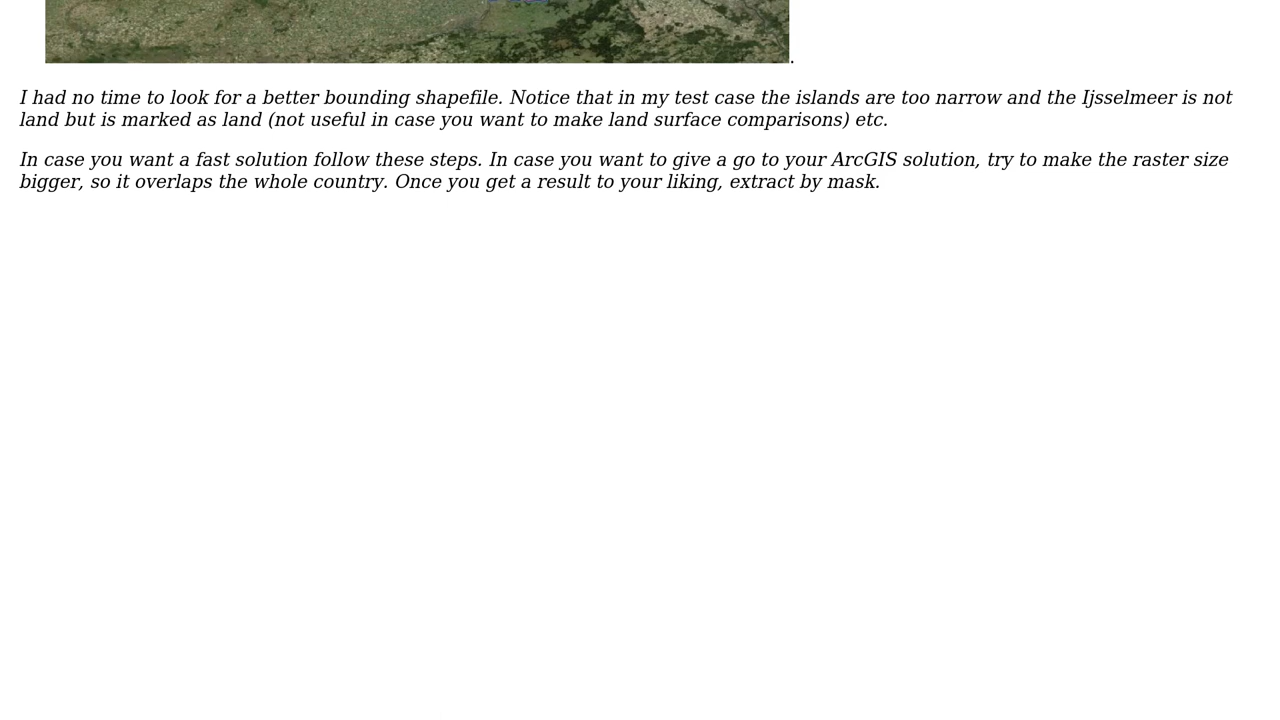 .
I had no time to look for a better bounding shapefile. Notice that in my test case the islands are too narrow and the Ijsselmeer is not
land but is marked as land (not useful in case you want to make land surface comparisons) etc.
In case you want a fast solution follow these steps. In case you want to give a go to your ArcGIS solution, try to make the raster size
bigger, so it overlaps the whole country. Once you get a result to your liking, extract by mask.